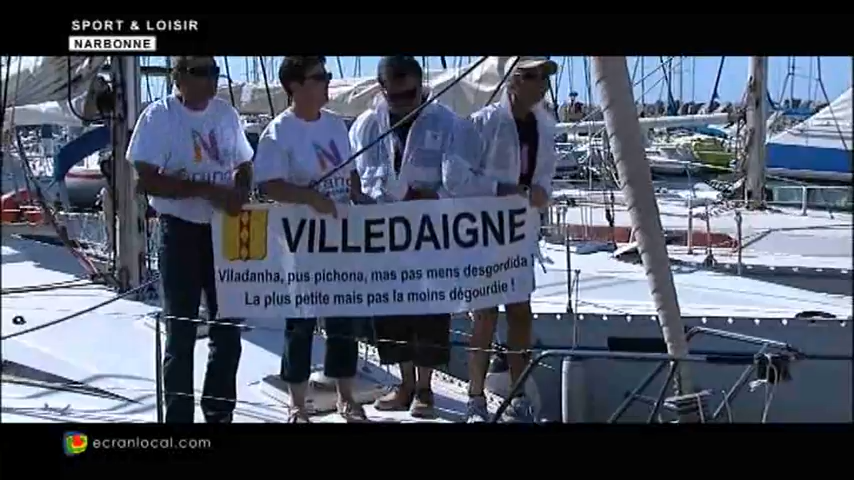 SPORT & LOISIR
NARBONNE
VILLEDAIGNE
Viladanha, pus pichona, mas pas mens desgordida
La plus petite mais pas la moins dégourdie !
ecranlocal.com